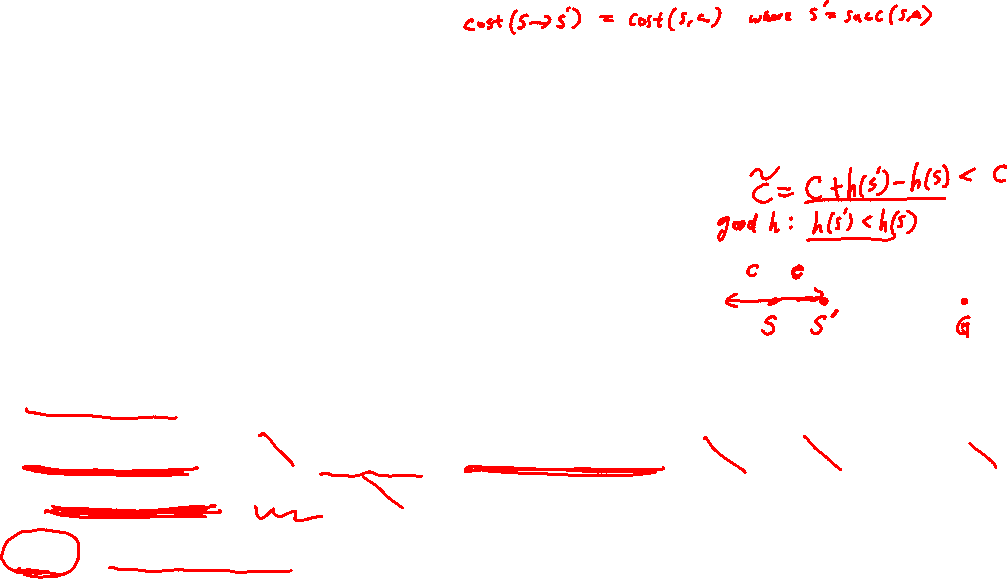 cost(s→s') = cost(s,a) where s'=succ(s,a)
c̃ = c+h(s')-h(s) < c
good h: h(s') < h(s)
c c
s s' G